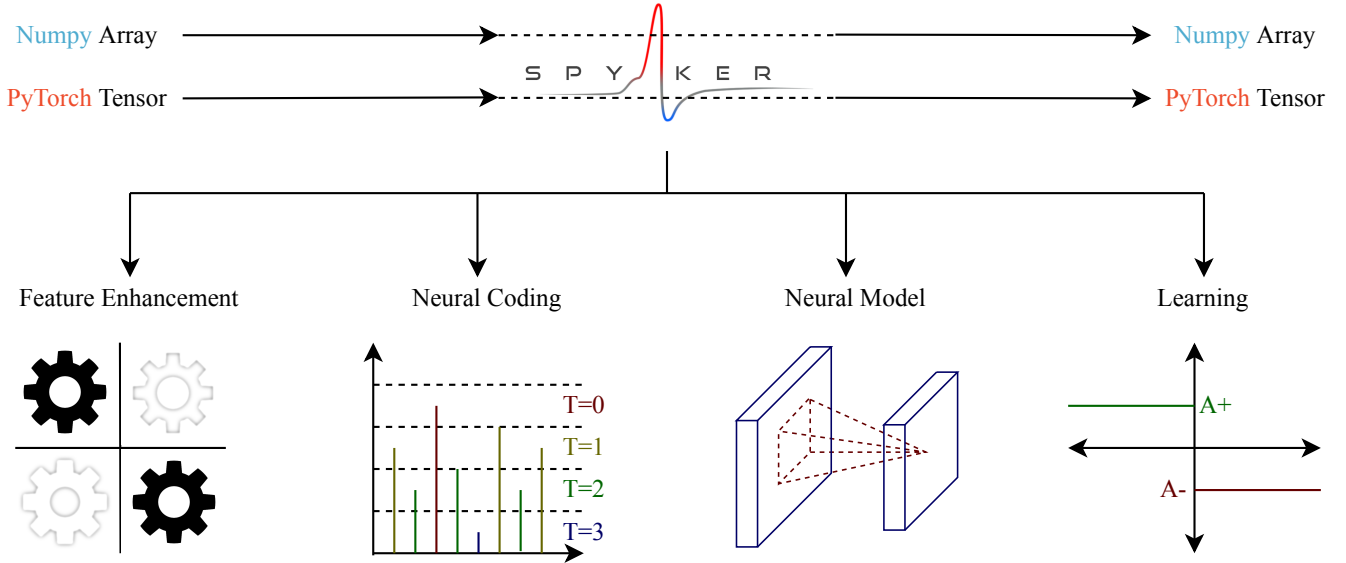 Numpy Array
Numpy Array
S P Y K E R
PyTorch Tensor
PyTorch Tensor
Feature Enhancement
Neural Coding
Neural Model
Learning
T=0
T=1
T=2
T=3
A+
A-